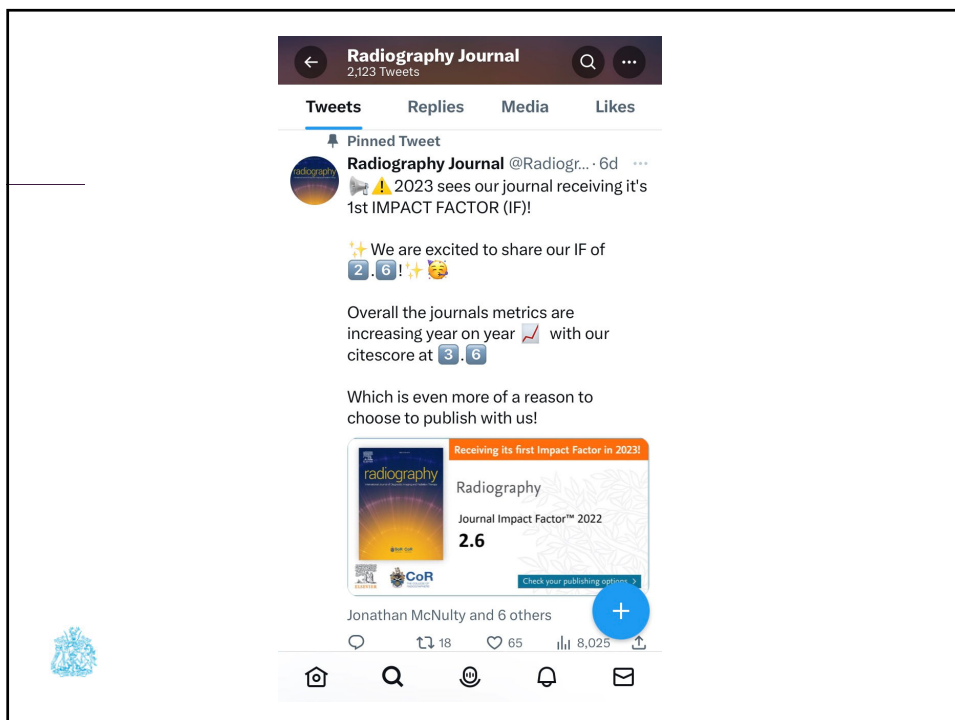 Radiography Journal
2,123 Tweets
Tweets Replies Media Likes
Pinned Tweet
Radiography Journal @Radiogr... · 6d
📢⚠️ 2023 sees our journal receiving it's
1st IMPACT FACTOR (IF)!
✨ We are excited to share our IF of
2️⃣.6️⃣!✨🥳
Overall the journals metrics are
increasing year on year 📈 with our
citescore at 3️⃣.6️⃣
Which is even more of a reason to
choose to publish with us!
Receiving its first Impact Factor in 2023!
radiography
Radiography
Journal Impact Factor™ 2022
2.6
ELSEVIER
CoR
Check your publishing options >
Jonathan McNulty and 6 others
18 65 8,025